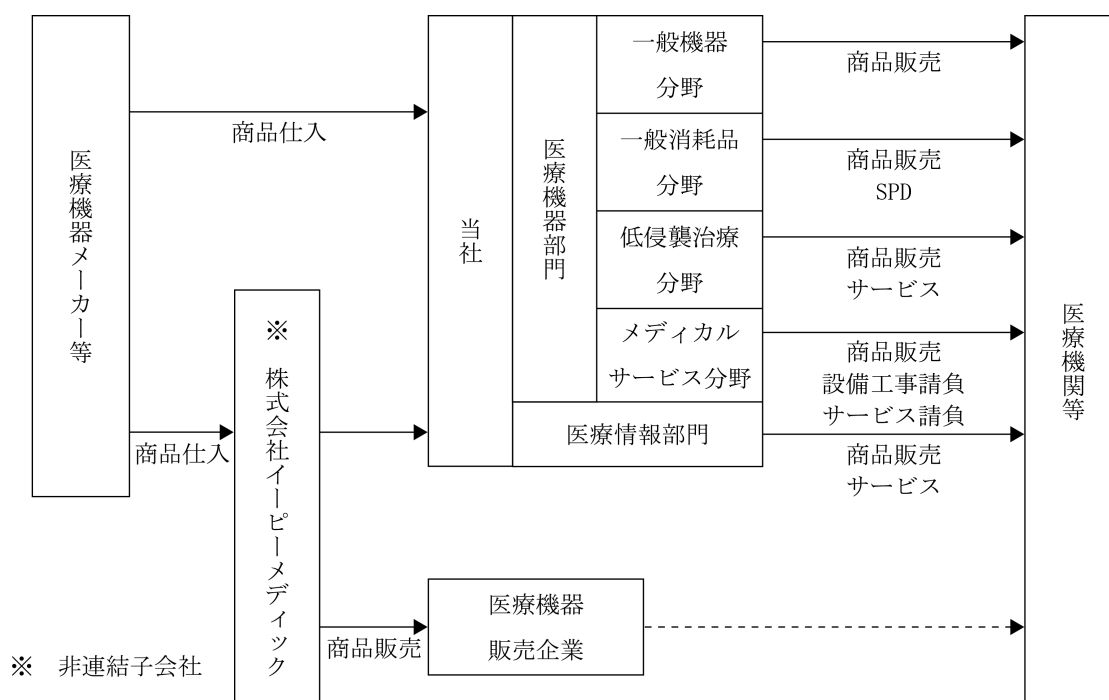 医療機器メーカー等
商品仕入
商品仕入
※ 株式会社イーピーメディック
当社
医療機器部門
一般機器
分野
一般消耗品
分野
低侵襲治療
分野
メディカル
サービス分野
医療情報部門
商品販売
商品販売
SPD
商品販売
サービス
商品販売
設備工事請負
サービス請負
商品販売
サービス
医療機関等
商品販売
医療機器
販売企業
※ 非連結子会社